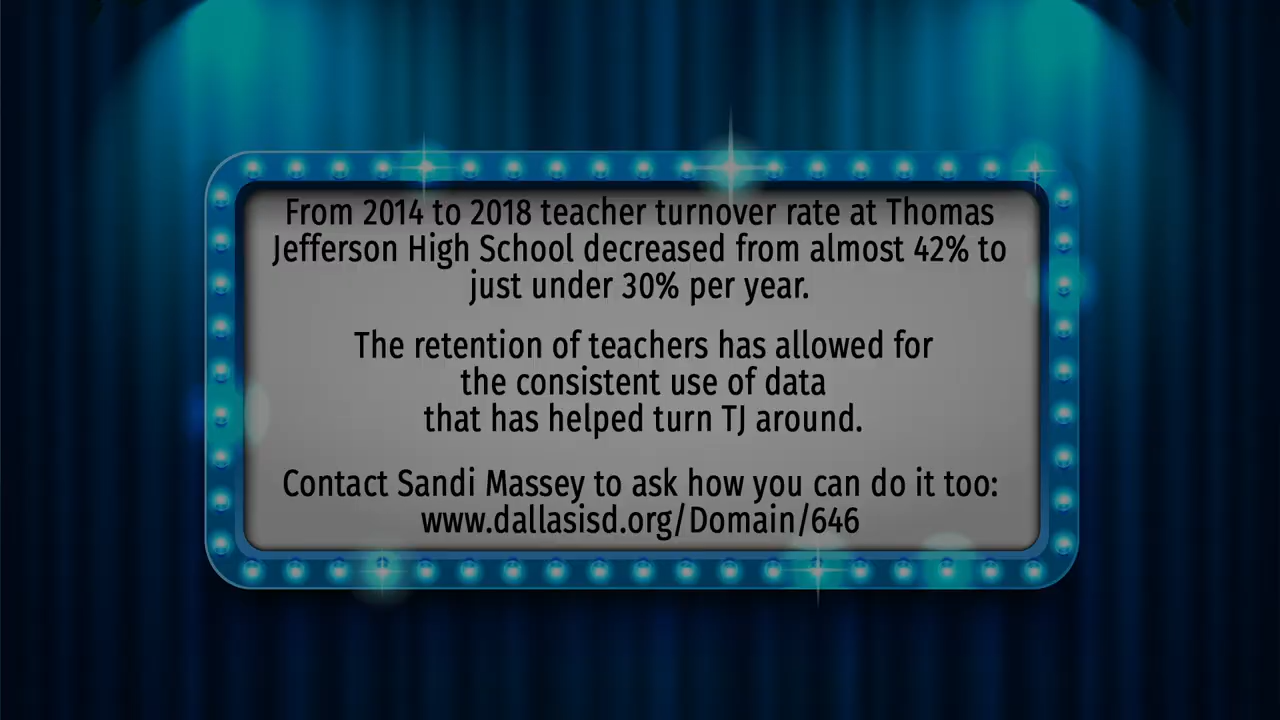 From 2014 to 2018 teacher turnover rate at Thomas
Jefferson High School decreased from almost 42% to
just under 30% per year.
The retention of teachers has allowed for
the consistent use of data
that has helped turn TJ around.
Contact Sandi Massey to ask how you can do it too:
www.dallasisd.org/Domain/646